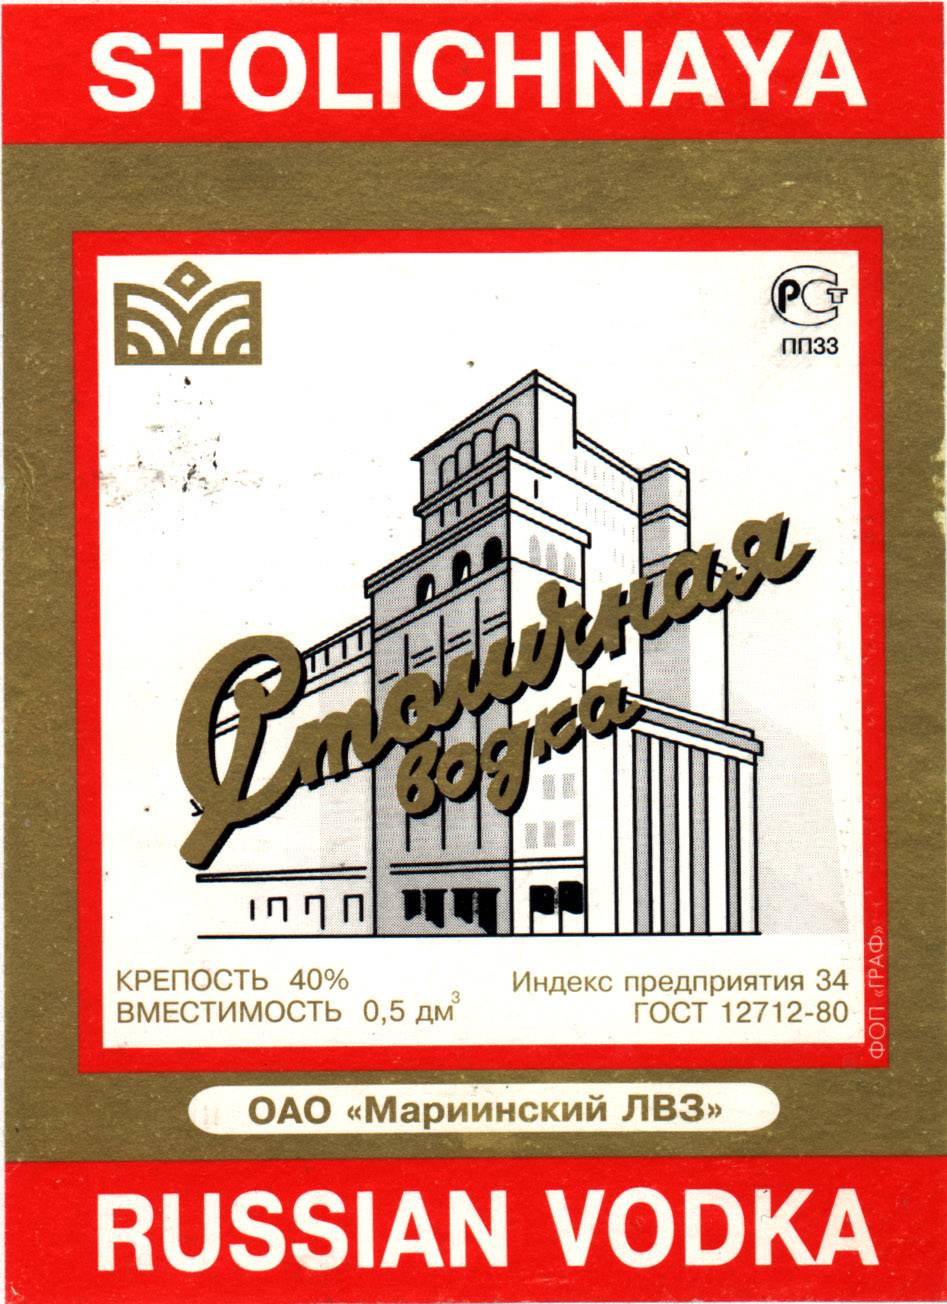 STOLICHNAYA
РСТ
ПП33
Столичная
водка
КРЕПОСТЬ 40%
ВМЕСТИМОСТЬ 0,5 дм³
Индекс предприятия 34
ГОСТ 12712-80
ФОП «ГРАФ»
ОАО «Мариинский ЛВЗ»
RUSSIAN VODKA